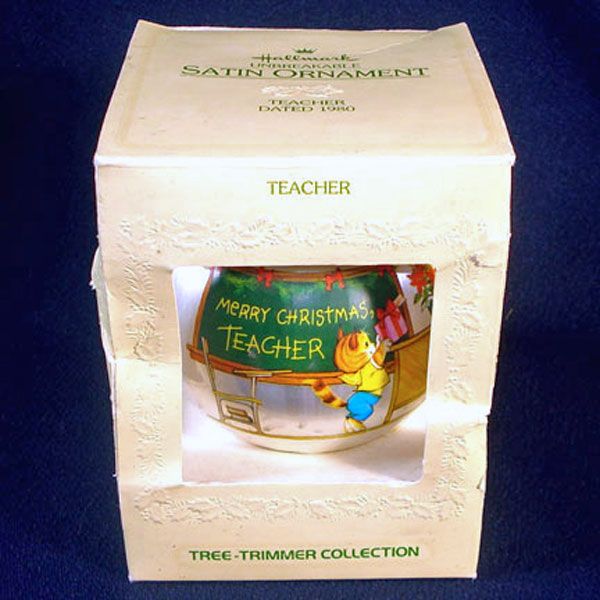 Hallmark
UNBREAKABLE
SATIN ORNAMENT
TEACHER
DATED 1980
TEACHER
MERRY CHRISTMAS,
TEACHER
TREE-TRIMMER COLLECTION